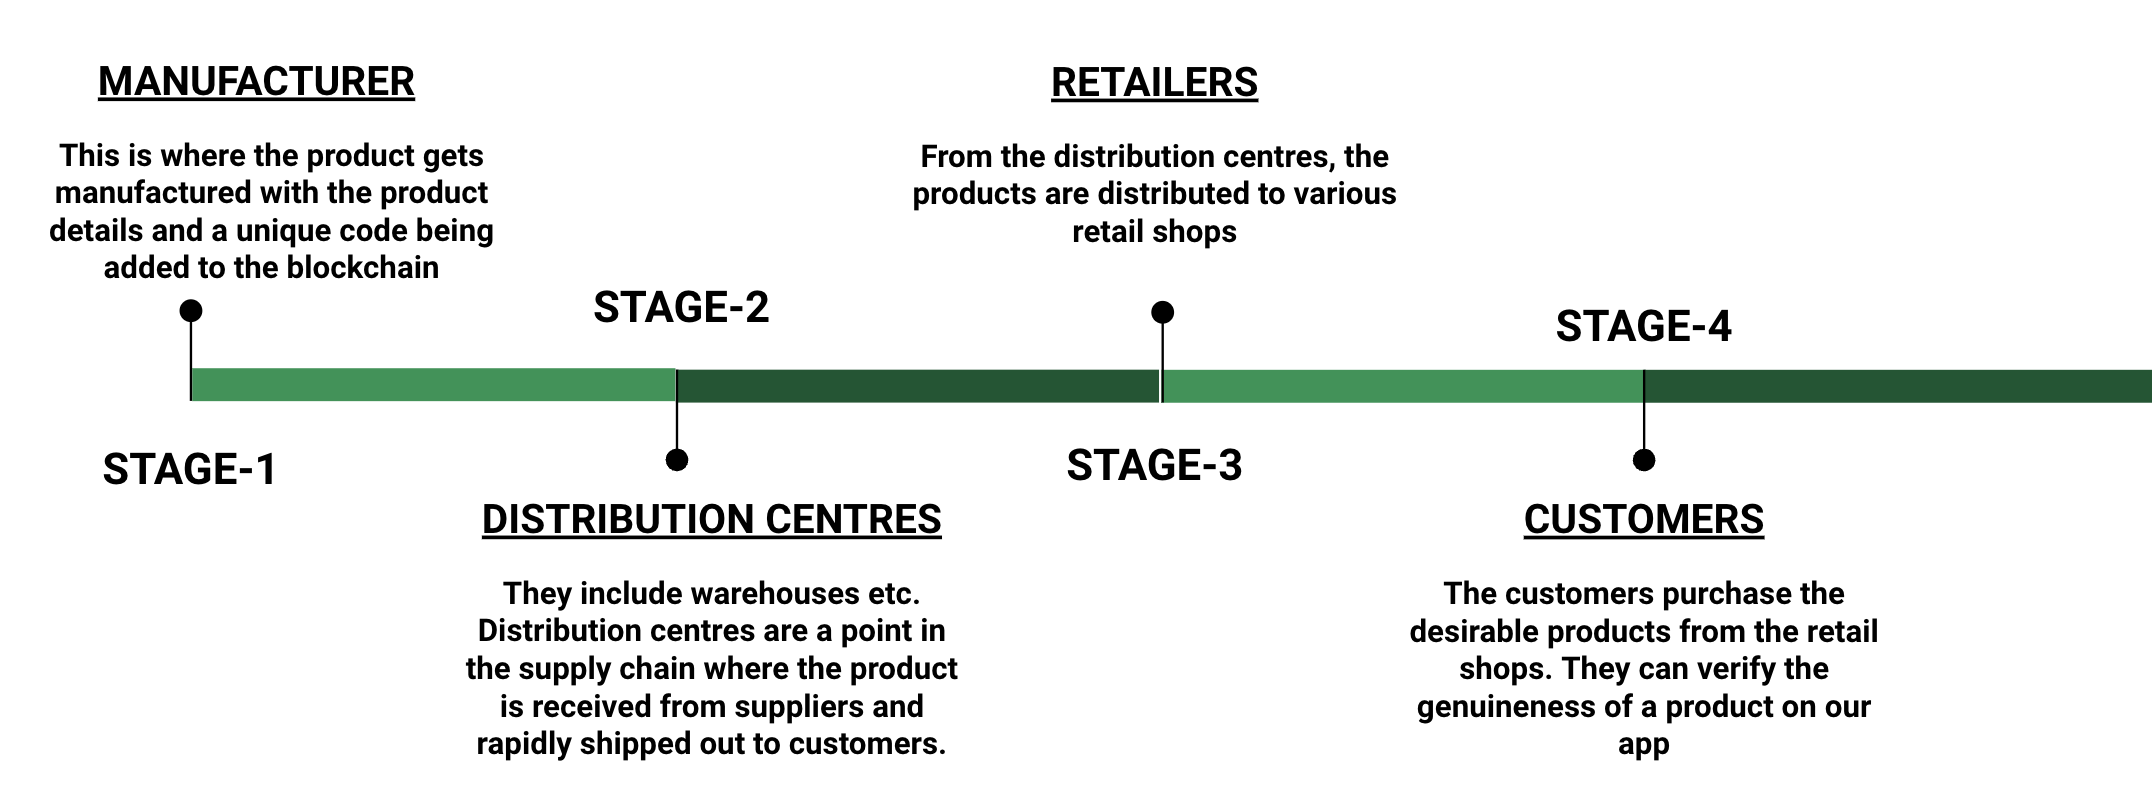 MANUFACTURER
This is where the product gets
manufactured with the product
details and a unique code being
added to the blockchain
STAGE-1
STAGE-2
DISTRIBUTION CENTRES
They include warehouses etc.
Distribution centres are a point in
the supply chain where the product
is received from suppliers and
rapidly shipped out to customers.
RETAILERS
From the distribution centres, the
products are distributed to various
retail shops
STAGE-3
STAGE-4
CUSTOMERS
The customers purchase the
desirable products from the retail
shops. They can verify the
genuineness of a product on our
app